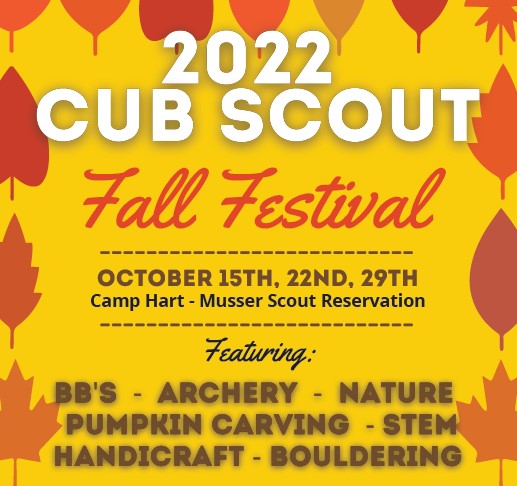 2022
CUB SCOUT
Fall Festival
OCTOBER 15TH, 22ND, 29TH
Camp Hart - Musser Scout Reservation
Featuring:
BB'S - ARCHERY - NATURE
PUMPKIN CARVING - STEM
HANDICRAFT - BOULDERING